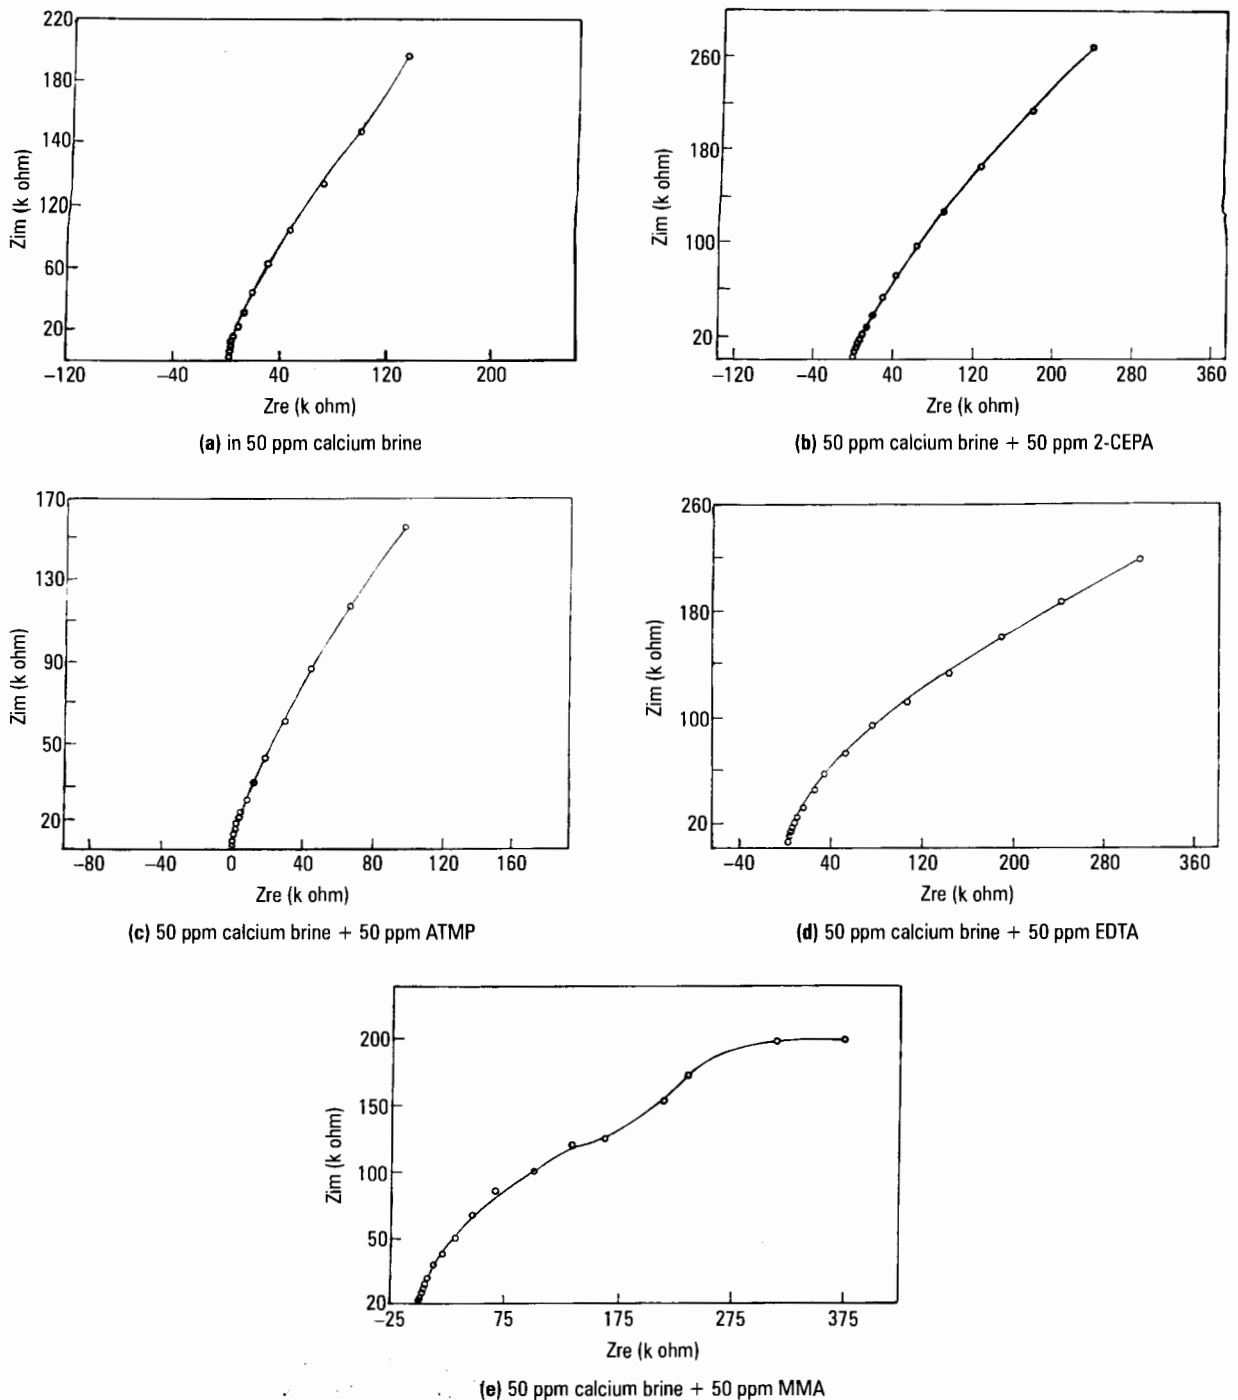 220
180
140
120
60
20
Zim (k ohm)
−120 −40 40 120 200
Zre (k ohm)
(a) in 50 ppm calcium brine
260
180
100
20
Zim (k ohm)
−120 −40 40 120 200 280 360
Zre (k ohm)
(b) 50 ppm calcium brine + 50 ppm 2-CEPA
170
130
90
50
20
Zim (k ohm)
−80 −40 0 40 80 120 160
Zre (k ohm)
(c) 50 ppm calcium brine + 50 ppm ATMP
260
180
100
20
Zim (k ohm)
−40 40 120 200 280 360
Zre (k ohm)
(d) 50 ppm calcium brine + 50 ppm EDTA
200
150
100
50
20
Zim (k ohm)
−25 75 175 275 375
Zre (k ohm)
(e) 50 ppm calcium brine + 50 ppm MMA